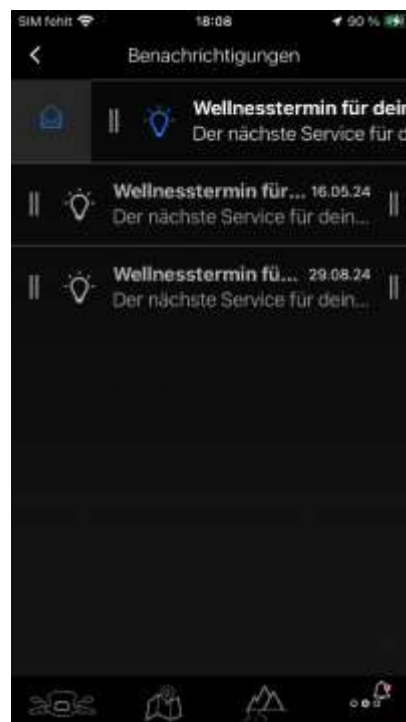 SIM fehlt 18:08 90 %
Benachrichtigungen
Wellnesstermin für dein
Der nächste Service für d
Wellnesstermin für... 16.05.24
Der nächste Service für dein...
Wellnesstermin fü... 29.08.24
Der nächste Service für dein...